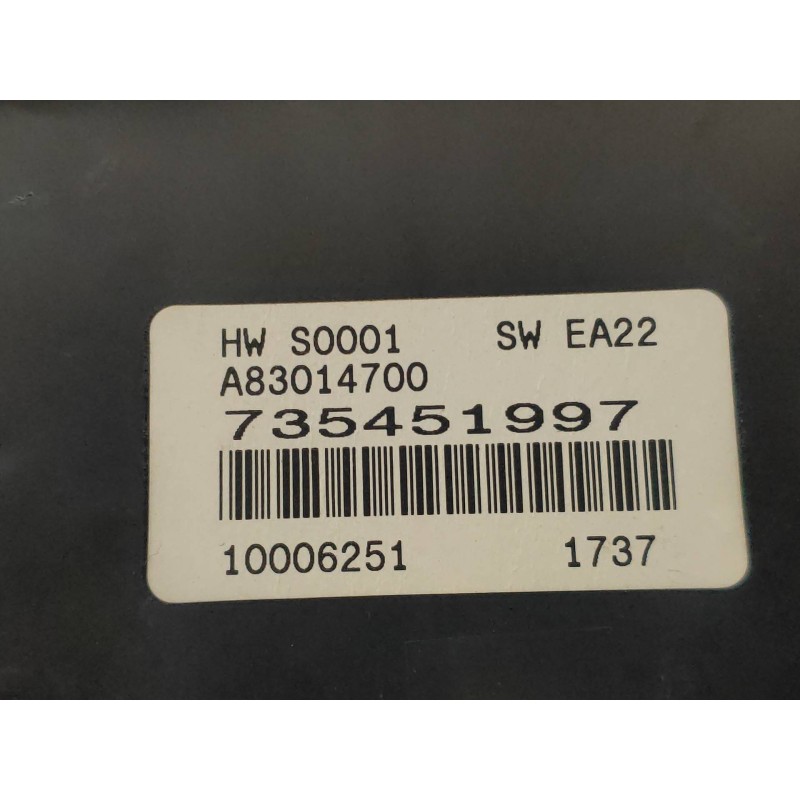 HW S0001 SW EA22
A83014700
735451997
10006251 1737